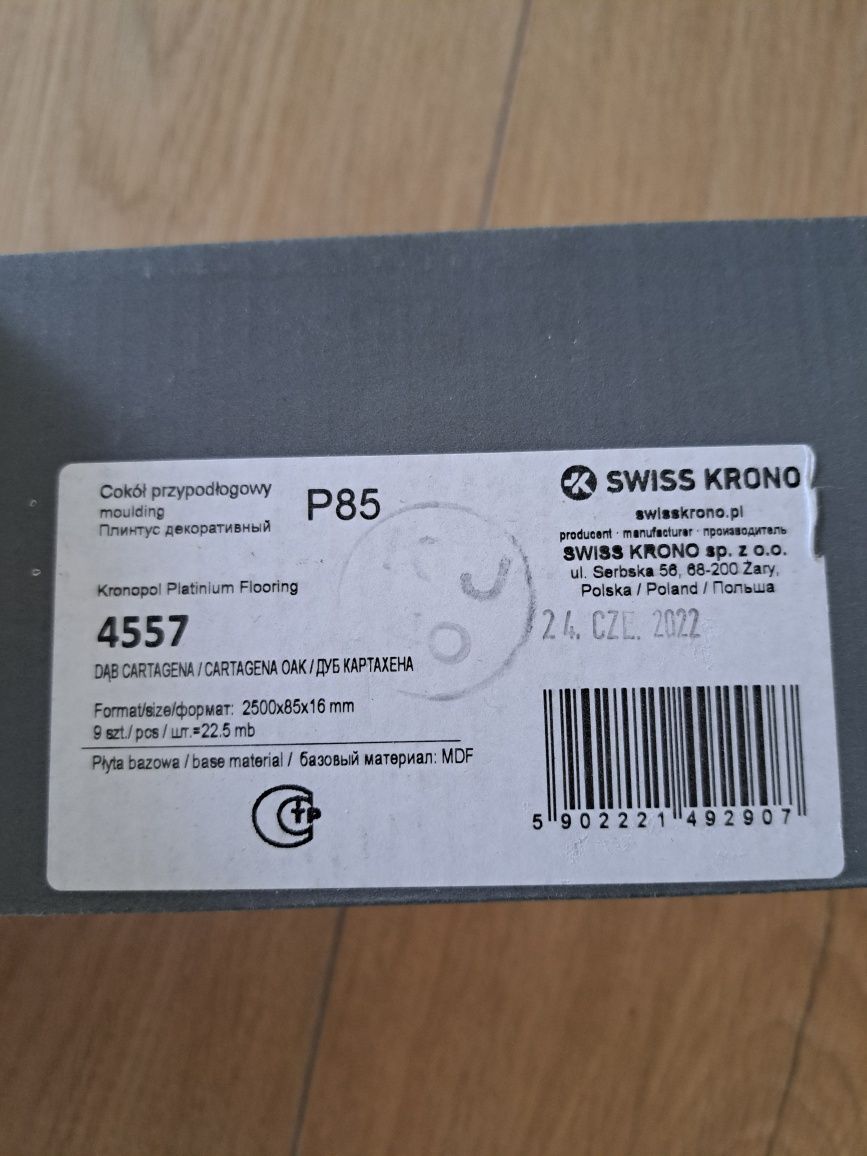 Cokół przypodłogowy
moulding
Плинтус декоративный
P85
SWISS KRONO
swisskrono.pl
producent · manufacturer · производитель
SWISS KRONO sp. z o.o.
ul. Serbska 56, 68-200 Żary,
Polska / Poland / Польша
Kronopol Platinium Flooring
4557
DĄB CARTAGENA / CARTAGENA OAK / ДУБ КАРТАХЕНА
24. CZE. 2022
Format/size/формат: 2500x85x16 mm
9 szt./ pcs / шт.=22.5 mb
Płyta bazowa / base material / базовый материал: MDF
СТР
5 902221 492907